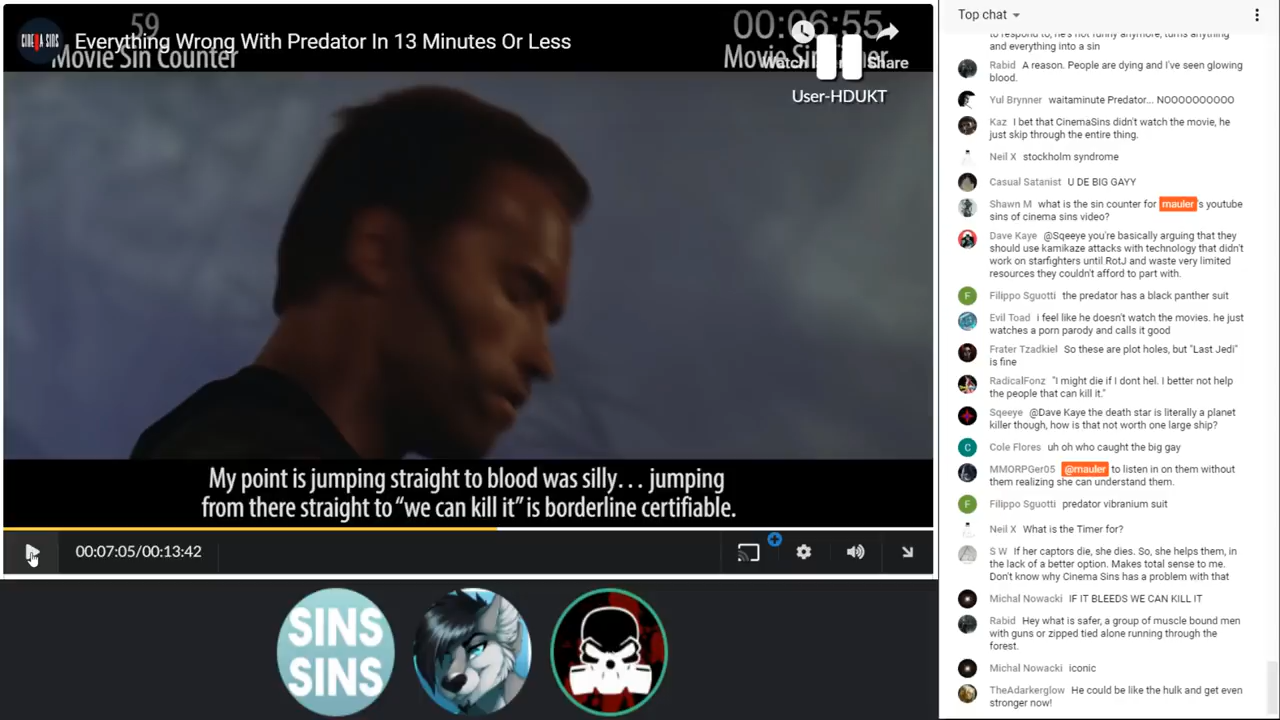 59
00:06:55
CINEMA SINS
Everything Wrong With Predator In 13 Minutes Or Less
Movie Sin Counter
Watch
Share
User-HDUKT
My point is jumping straight to blood was silly… jumping
from there straight to “we can kill it” is borderline certifiable.
00:07:05/00:13:42
SINS
SINS
Top chat
to respond to, he's not funny anymore, turns anything
and everything into a sin
Rabid A reason. People are dying and I've seen glowing
blood.
Yul Brynner waitaminute Predator... NOOOOOOOOOO
Kaz I bet that CinemaSins didn't watch the movie, he
just skip through the entire thing.
Neil X stockholm syndrome
Casual Satanist U DE BIG GAYY
Shawn M what is the sin counter for mauler's youtube
sins of cinema sins video?
Dave Kaye @Sqeeye you're basically arguing that they
should use kamikaze attacks with technology that didn't
work on starfighters until RotJ and waste very limited
resources they couldn't afford to part with.
F Filippo Sguotti the predator has a black panther suit
Evil Toad i feel like he doesn't watch the movies. he just
watches a porn parody and calls it good
Frater Tzadkiel So these are plot holes, but "Last Jedi"
is fine
RadicalFonz "I might die if I dont hel. I better not help
the people that can kill it."
Sqeeye @Dave Kaye the death star is literally a planet
killer though, how is that not worth one large ship?
C Cole Flores uh oh who caught the big gay
MMORPGer05 @mauler to listen in on them without
them realizing she can understand them.
F Filippo Sguotti predator vibranium suit
Neil X What is the Timer for?
S W If her captors die, she dies. So, she helps them, in
the lack of a better option. Makes total sense to me.
Don't know why Cinema Sins has a problem with that
Michal Nowacki IF IT BLEEDS WE CAN KILL IT
Rabid Hey what is safer, a group of muscle bound men
with guns or zipped tied alone running through the
forest.
Michal Nowacki iconic
TheAdarkerglow He could be like the hulk and get even
stronger now!